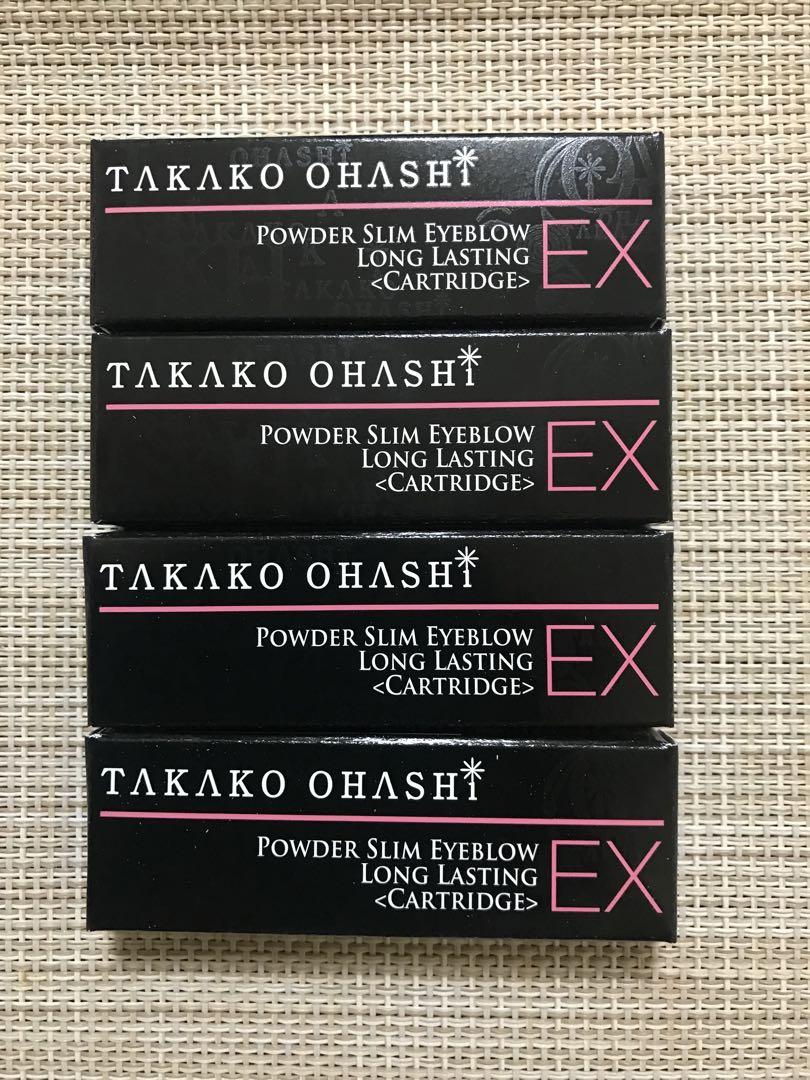 TAKAKO OHASHI
POWDER SLIM EYEBLOW
LONG LASTING
<CARTRIDGE>
EX
TAKAKO OHASHI
POWDER SLIM EYEBLOW
LONG LASTING
<CARTRIDGE>
EX
TAKAKO OHASHI
POWDER SLIM EYEBLOW
LONG LASTING
<CARTRIDGE>
EX
TAKAKO OHASHI
POWDER SLIM EYEBLOW
LONG LASTING
<CARTRIDGE>
EX